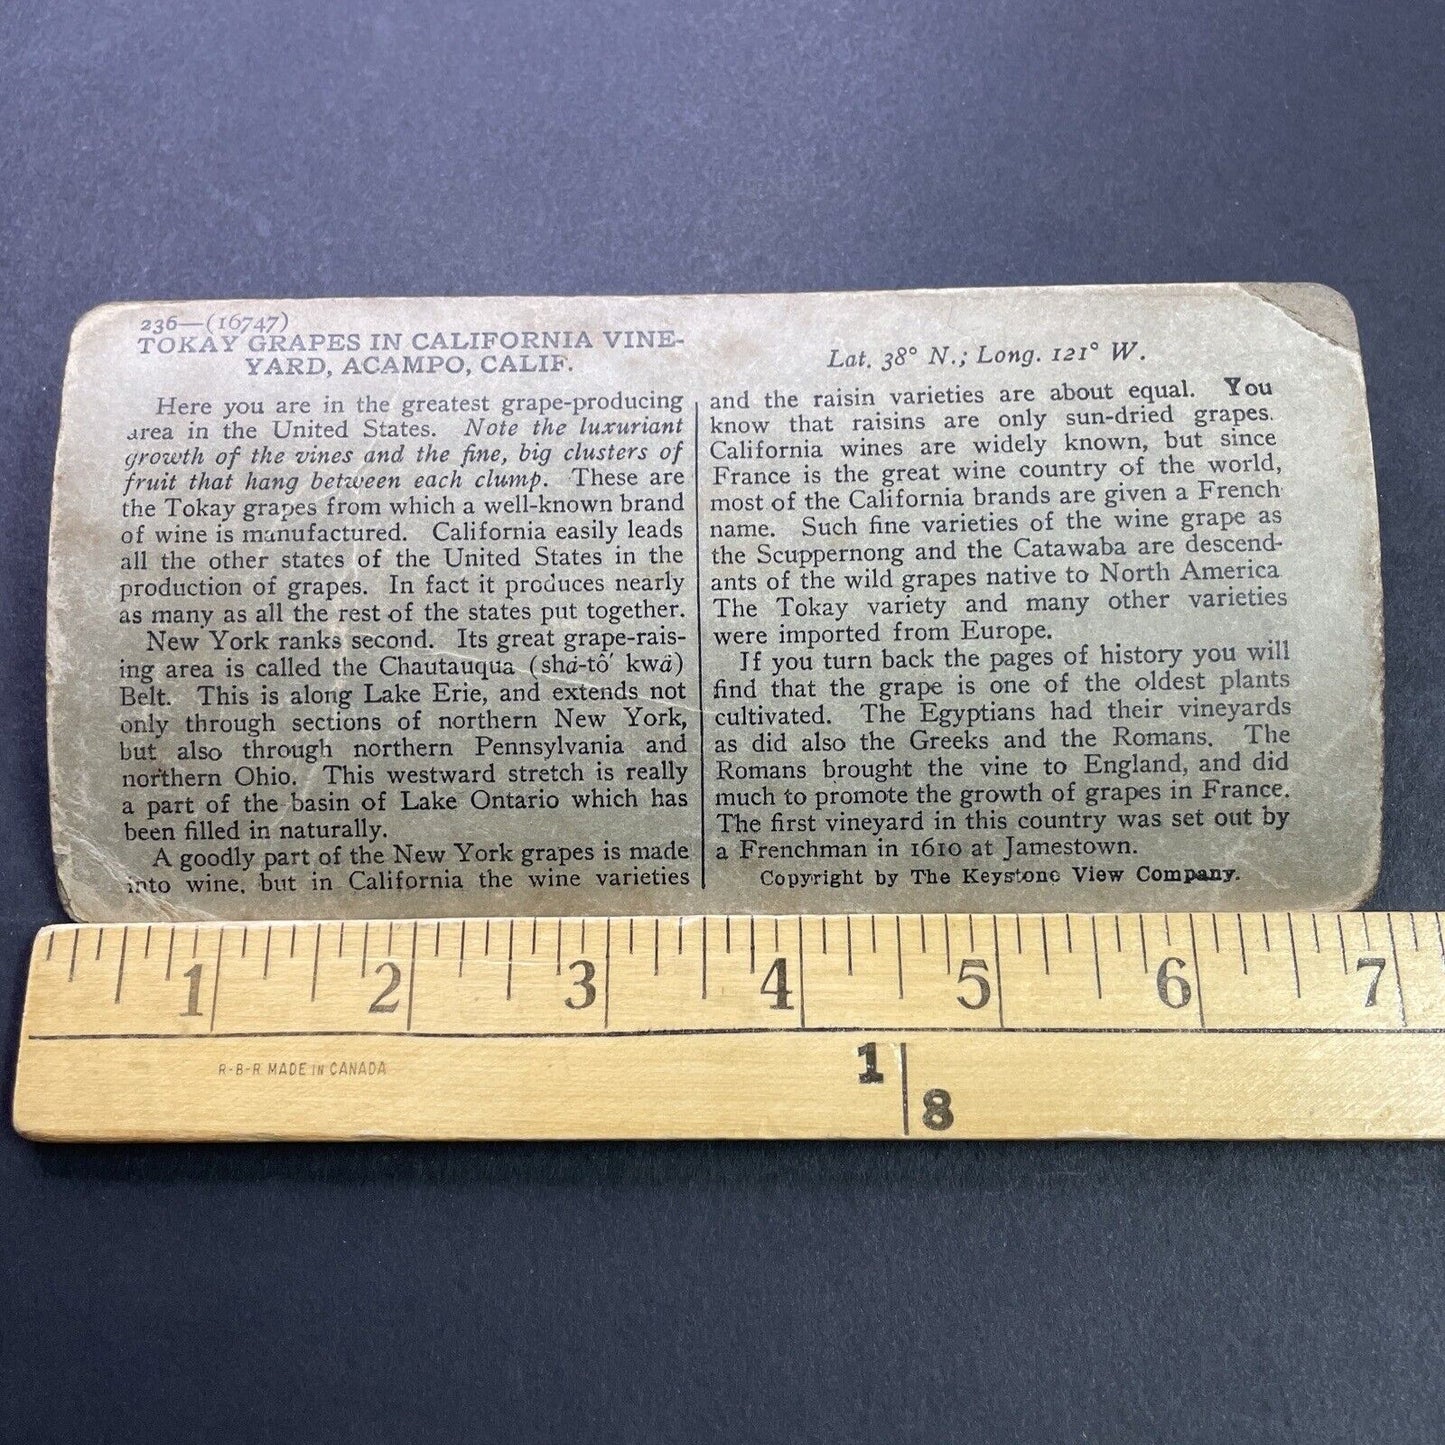 236—(16747)
TOKAY GRAPES IN CALIFORNIA VINE-
YARD, ACAMPO, CALIF.
Here you are in the greatest grape-producing
area in the United States. Note the luxuriant
growth of the vines and the fine, big clusters of
fruit that hang between each clump. These are
the Tokay grapes from which a well-known brand
of wine is manufactured. California easily leads
all the other states of the United States in the
production of grapes. In fact it produces nearly
as many as all the rest of the states put together.
New York ranks second. Its great grape-rais-
ing area is called the Chautauqua (shȧ-tô′ kwȧ)
Belt. This is along Lake Erie, and extends not
only through sections of northern New York,
but also through northern Pennsylvania and
northern Ohio. This westward stretch is really
a part of the basin of Lake Ontario which has
been filled in naturally.
A goodly part of the New York grapes is made
into wine, but in California the wine varieties
Lat. 38° N.; Long. 121° W.
and the raisin varieties are about equal. You
know that raisins are only sun-dried grapes.
California wines are widely known, but since
France is the great wine country of the world,
most of the California brands are given a French
name. Such fine varieties of the wine grape as
the Scuppernong and the Catawaba are descend-
ants of the wild grapes native to North America
The Tokay variety and many other varieties
were imported from Europe.
If you turn back the pages of history you will
find that the grape is one of the oldest plants
cultivated. The Egyptians had their vineyards
as did also the Greeks and the Romans. The
Romans brought the vine to England, and did
much to promote the growth of grapes in France.
The first vineyard in this country was set out by
a Frenchman in 1610 at Jamestown.
Copyright by The Keystone View Company.
1 2 3 4 5 6 7
R-B-R MADE IN CANADA
1
8